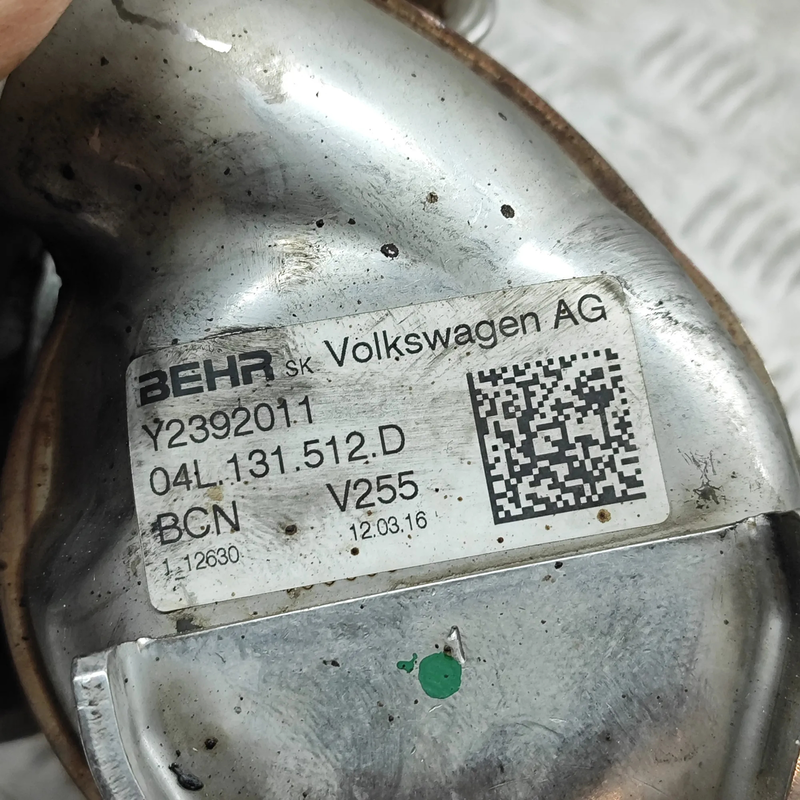 BEHR SK Volkswagen AG
Y2392011
04L.131.512.D
BCN V255
1_12630 12.03.16